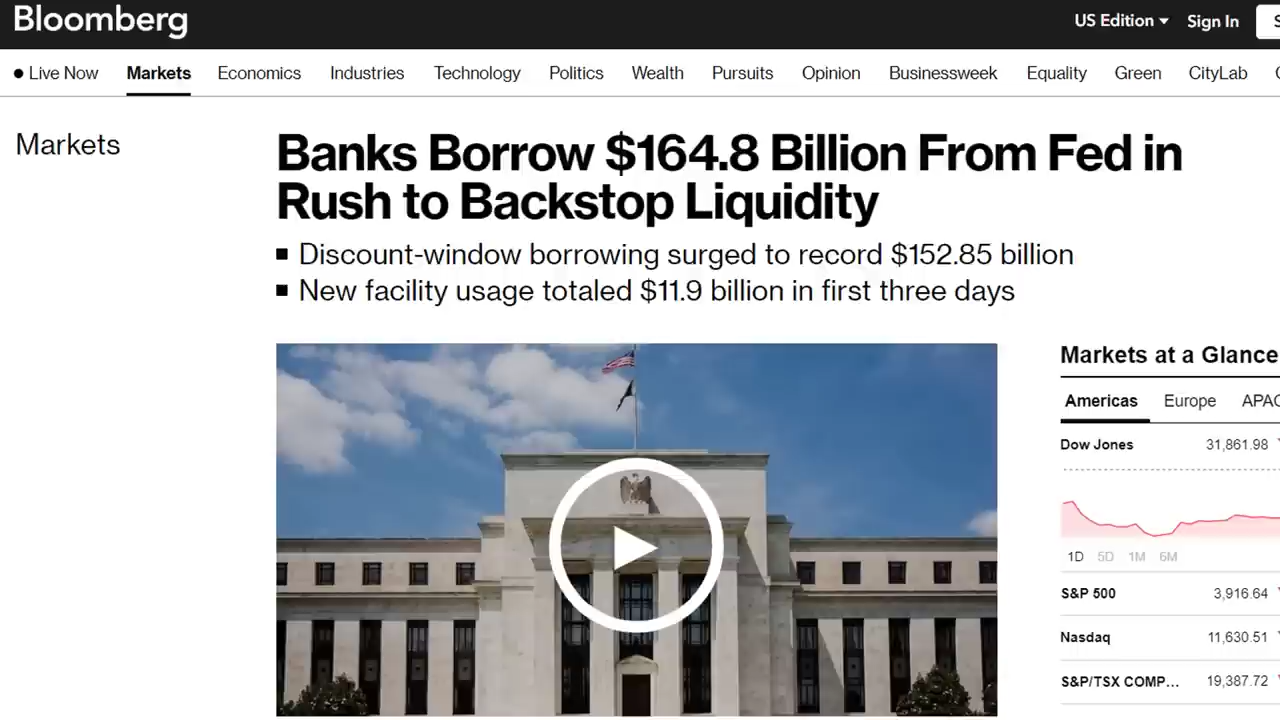 Bloomberg
US Edition
Sign In
Live Now
Markets
Economics
Industries
Technology
Politics
Wealth
Pursuits
Opinion
Businessweek
Equality
Green
CityLab
Markets
Banks Borrow $164.8 Billion From Fed in
Rush to Backstop Liquidity
Discount-window borrowing surged to record $152.85 billion
New facility usage totaled $11.9 billion in first three days
Markets at a Glance
Americas
Europe
APAC
Dow Jones 31,861.98
1D 5D 1M 6M
S&P 500 3,916.64
Nasdaq 11,630.51
S&P/TSX COMP... 19,387.72